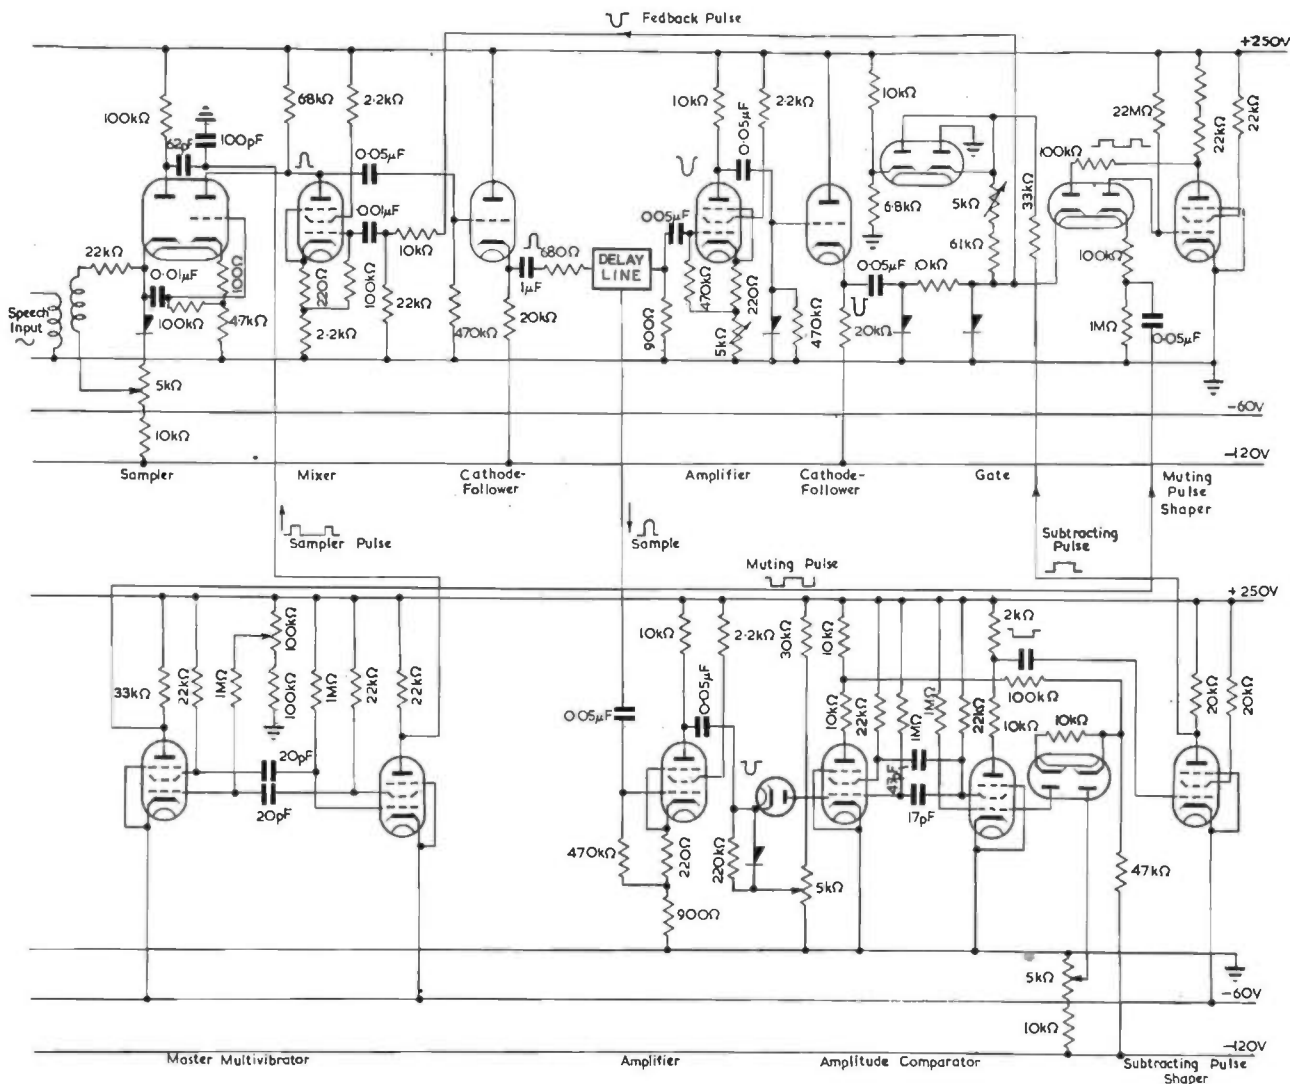 Fedback Pulse
+250V
100kΩ
68kΩ
2·2kΩ
10kΩ
2·2kΩ
10kΩ
22MΩ
22kΩ
22kΩ
62pF
100pF
0·05μF
0·05μF
100kΩ
·001μF
0·05μF
6·8kΩ
5kΩ
33kΩ
22kΩ
0·01μF
100Ω
10kΩ
680Ω
DELAY
LINE
61kΩ
100kΩ
Speech
Input
100kΩ
4·7kΩ
220Ω
100kΩ
22kΩ
1μF
470kΩ
220Ω
0·05μF
10kΩ
1MΩ
0·05μF
2·2kΩ
470kΩ
20kΩ
900Ω
5kΩ
470kΩ
20kΩ
5kΩ
-60V
10kΩ
-120V
Sampler
Mixer
Cathode-
Follower
Amplifier
Cathode-
Follower
Gate
Muting
Pulse
Shaper
Sampler Pulse
Sample
Subtracting
Pulse
Muting Pulse
+250V
33kΩ
22kΩ
1MΩ
100kΩ
100kΩ
1MΩ
22kΩ
22kΩ
10kΩ
2·2kΩ
30kΩ
10kΩ
2kΩ
100kΩ
20kΩ
20kΩ
0·05μF
0·05μF
10kΩ
22kΩ
1MΩ
1MΩ
22kΩ
10kΩ
10kΩ
20pF
20pF
47pF
17pF
470kΩ
220Ω
220kΩ
5kΩ
47kΩ
900Ω
5kΩ
-60V
10kΩ
-120V
Master Multivibrator
Amplifier
Amplitude Comparator
Subtracting Pulse
Shaper